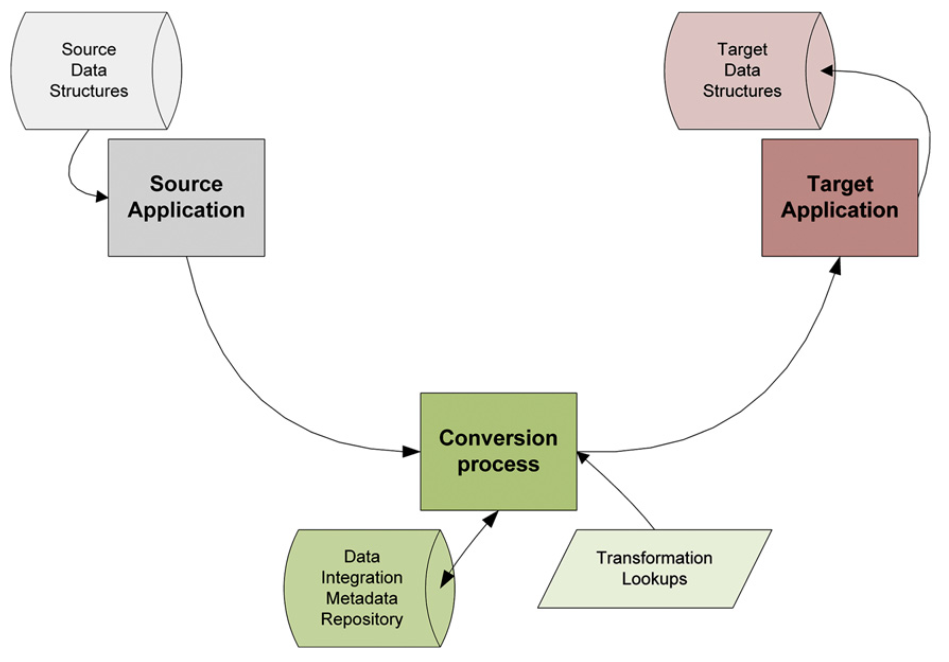 Source
Data
Structures
Target
Data
Structures
Source
Application
Target
Application
Conversion
process
Data
Integration
Metadata
Repository
Transformation
Lookups